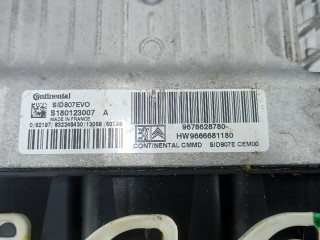 Continental
SID807EVO
S180123007 A
MADE IN FRANCE
9678628780
HW9666681180
CONTINENTAL CMMD SID807E CEM00